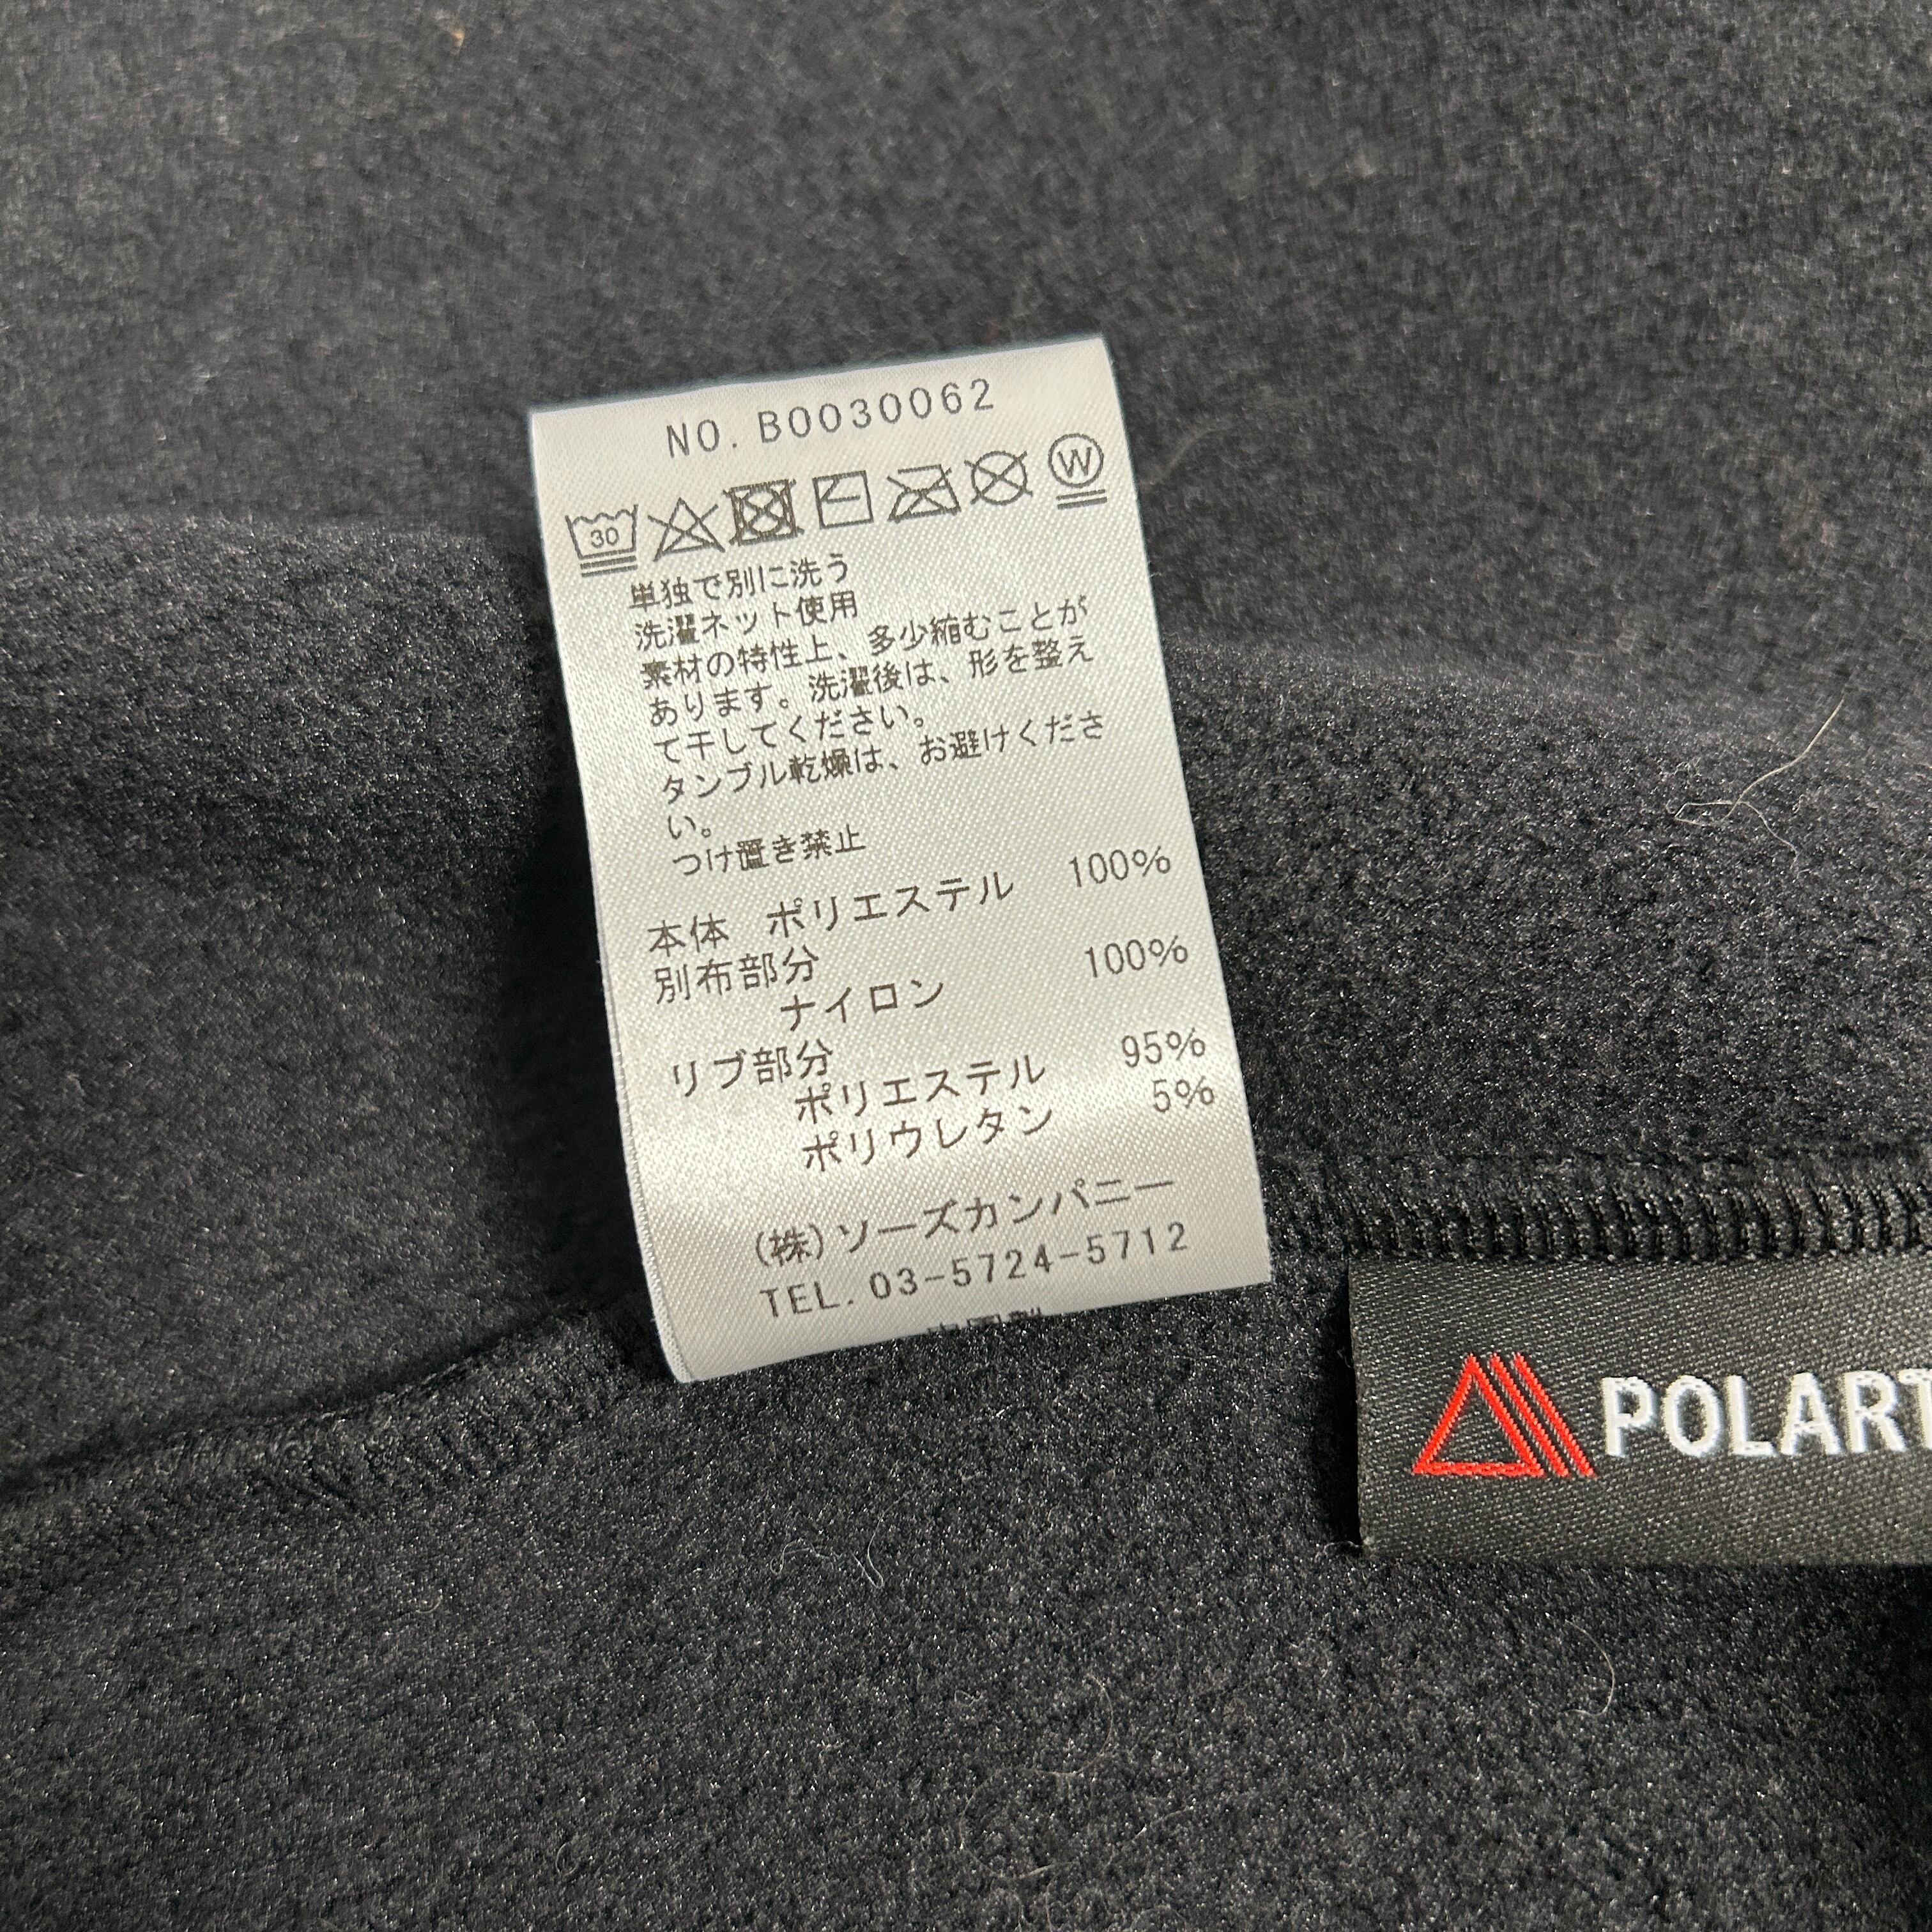 NO. B0030062
30
W
単独で別に洗う
洗濯ネット使用
素材の特性上、多少縮むことが
あります。洗濯後は、形を整え
て干してください。
タンブル乾燥は、お避けくださ
い。
つけ置き禁止
本体 ポリエステル 100%
別布部分
ナイロン 100%
リブ部分
ポリエステル 95%
ポリウレタン 5%
(株)ソーズカンパニー
TEL. 03-5724-5712
POLART